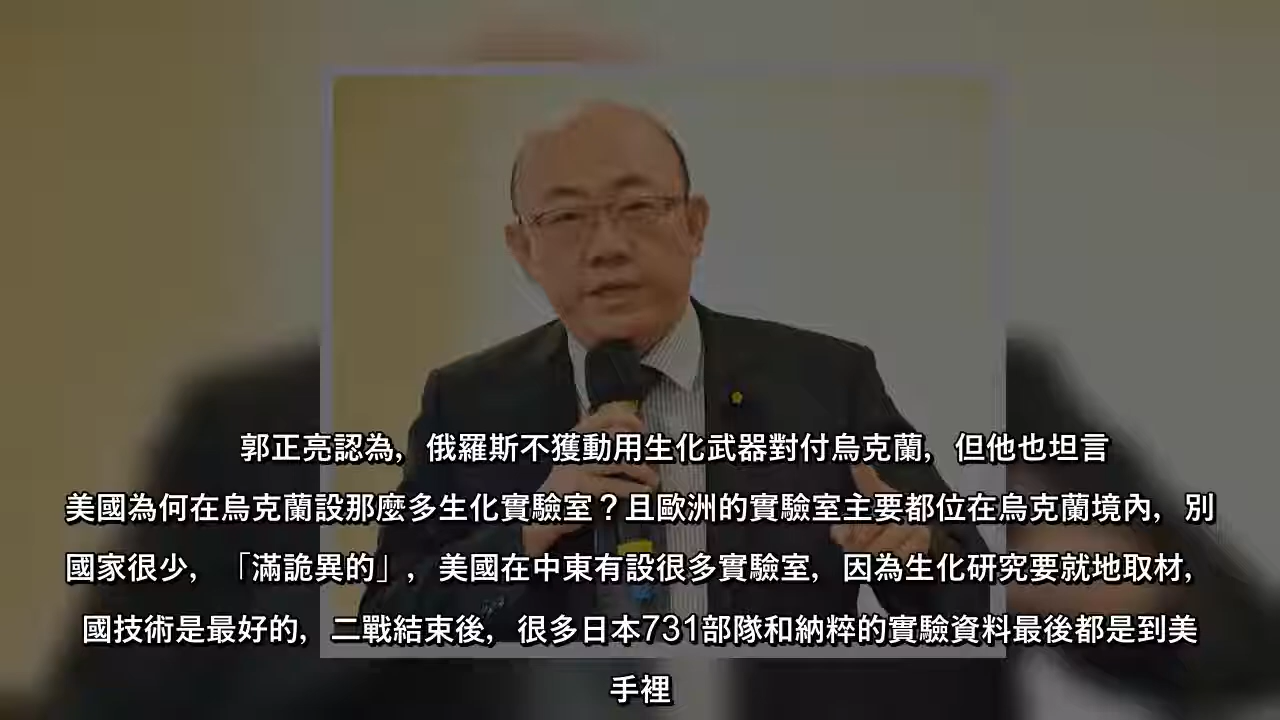 郭正亮認為，俄羅斯不獲動用生化武器對付烏克蘭，但他也坦言
美國為何在烏克蘭設那麼多生化實驗室？且歐洲的實驗室主要都位在烏克蘭境內，別
國家很少，「滿詭異的」，美國在中東有設很多實驗室，因為生化研究要就地取材，
國技術是最好的，二戰結束後，很多日本731部隊和納粹的實驗資料最後都是到美
手裡